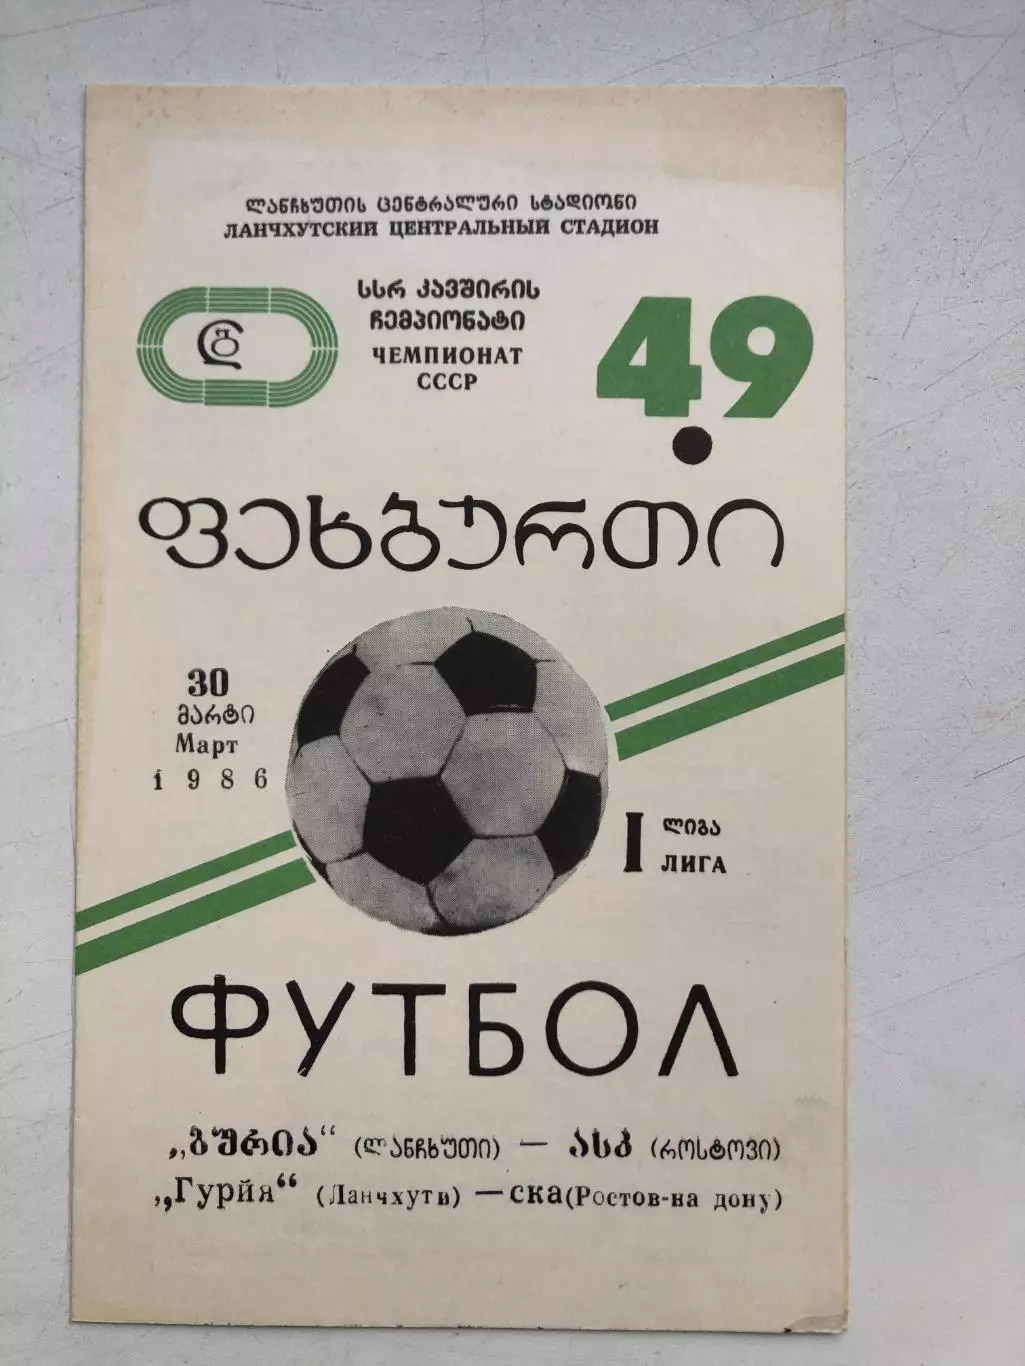 ლანჩხუთის ცენტრალური სტადიონი
ЛАНЧХУТСКИЙ ЦЕНТРАЛЬНЫЙ СТАДИОН
სსრ კავშირის
ჩემპიონატი
ЧЕМПИОНАТ
СССР
49
ფეხბურთი
30
მარტი
Март
1986
I ლიგა
ЛИГА
ФУТБОЛ
„გურია“ (ლანჩხუთი) — ასკ (როსტოვი)
„Гурйя“ (Ланчхути) — СКА (Ростов-на дону)